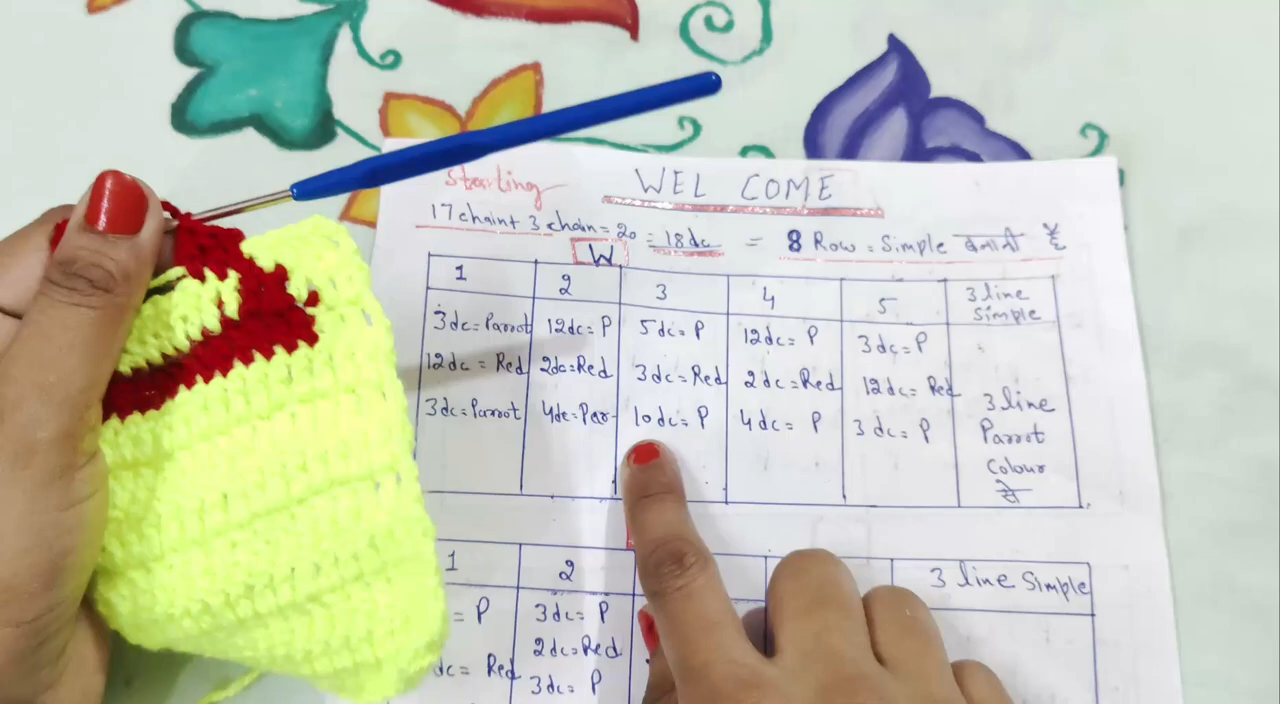 Starting WEL COME
17 chain + 3 chain = 20 = 18dc = 8 Row = Simple बनानी है
W
1 2 3 4 5 3 line Simple
3dc = Parrot 12dc = P 5dc = P 12dc = P 3dc = P
12dc = Red 2dc = Red 3dc = Red 2dc = Red 12dc = Red 3 line
3dc = Parrot 4dc = Par- 10dc = P 4dc = P 3dc = P Parrot
Colour
से
1 2 3 line Simple
= P 3dc = P
dc = Red 2dc = Red
3dc = P